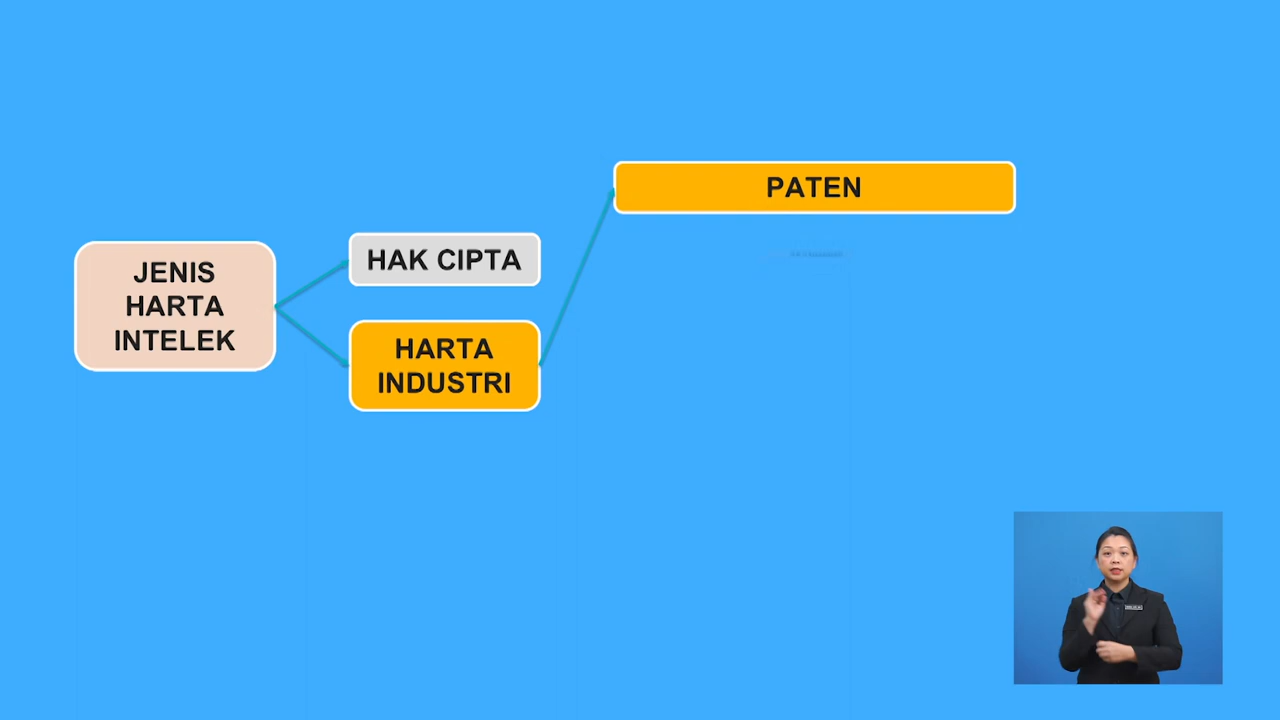 JENIS
HARTA
INTELEK
HAK CIPTA
HARTA
INDUSTRI
PATEN